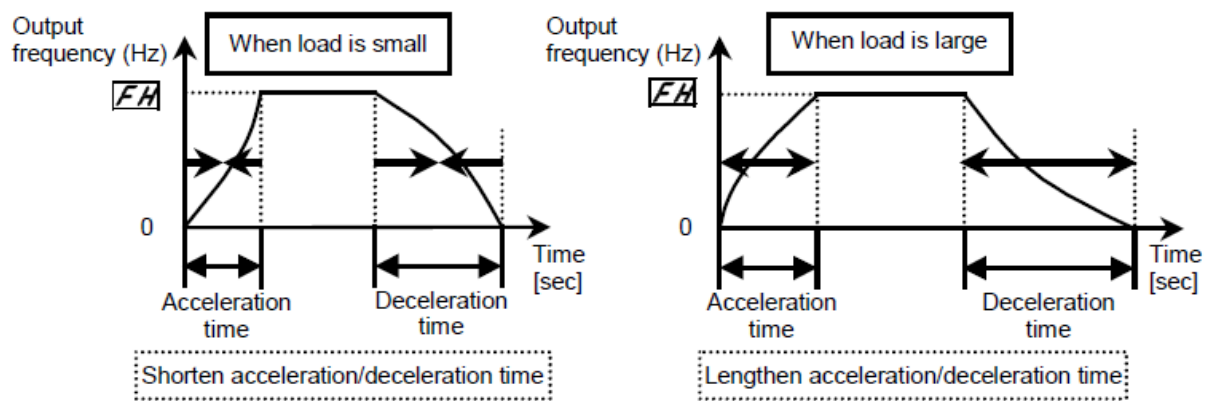 Output
frequency (Hz)
When load is small
FH
0
Time
[sec]
Acceleration
time
Deceleration
time
Shorten acceleration/deceleration time
Output
frequency (Hz)
When load is large
FH
0
Time
[sec]
Acceleration
time
Deceleration
time
Lengthen acceleration/deceleration time